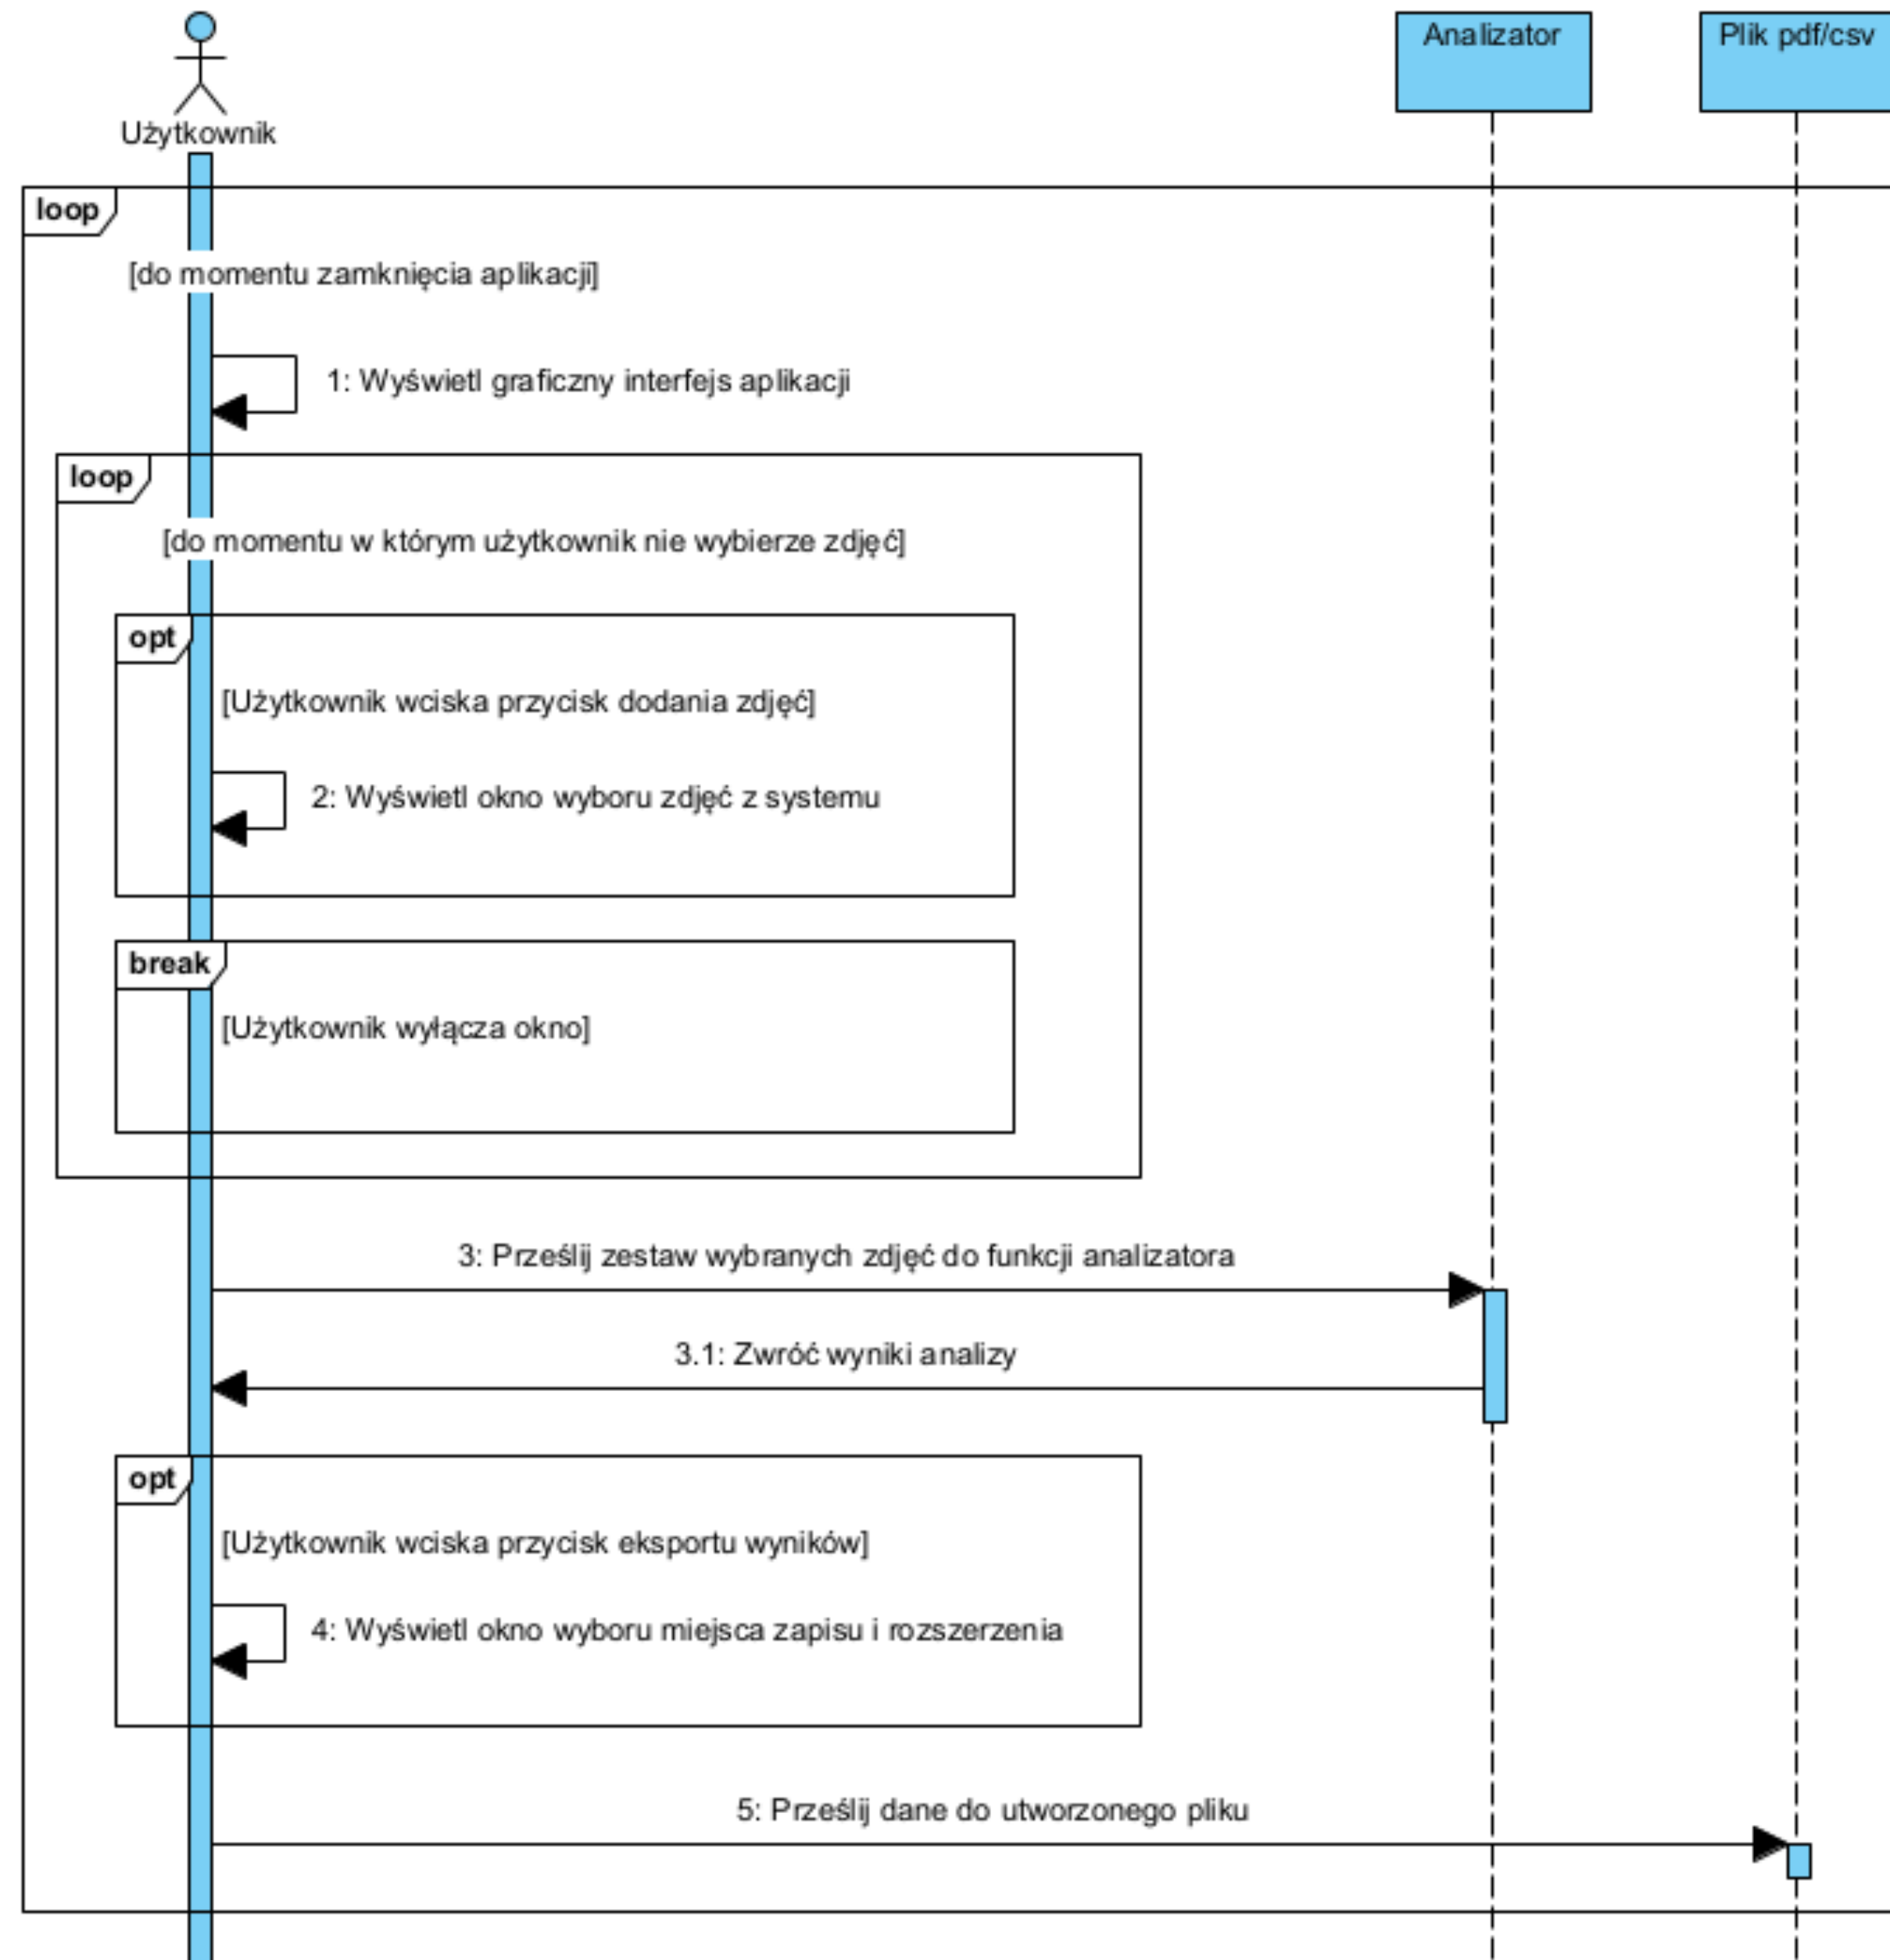 Użytkownik
Analizator
Plik pdf/csv
loop
[do momentu zamknięcia aplikacji]
1: Wyświetl graficzny interfejs aplikacji
loop
[do momentu w którym użytkownik nie wybierze zdjęć]
opt
[Użytkownik wciska przycisk dodania zdjęć]
2: Wyświetl okno wyboru zdjęć z systemu
break
[Użytkownik wyłącza okno]
3: Prześlij zestaw wybranych zdjęć do funkcji analizatora
3.1: Zwróć wyniki analizy
opt
[Użytkownik wciska przycisk eksportu wyników]
4: Wyświetl okno wyboru miejsca zapisu i rozszerzenia
5: Prześlij dane do utworzonego pliku